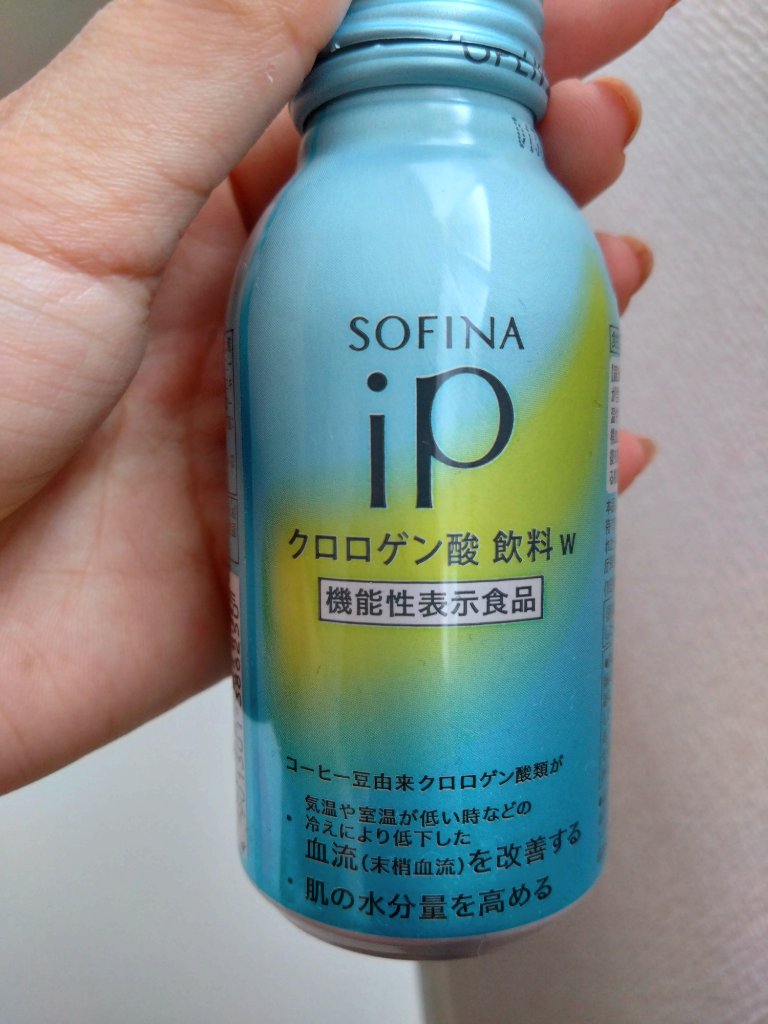 SOFINA
iP
クロロゲン酸 飲料W
機能性表示食品
コーヒー豆由来クロロゲン酸類が
・気温や室温が低い時などの
冷えにより低下した
血流(末梢血流)を改善する
・肌の水分量を高める